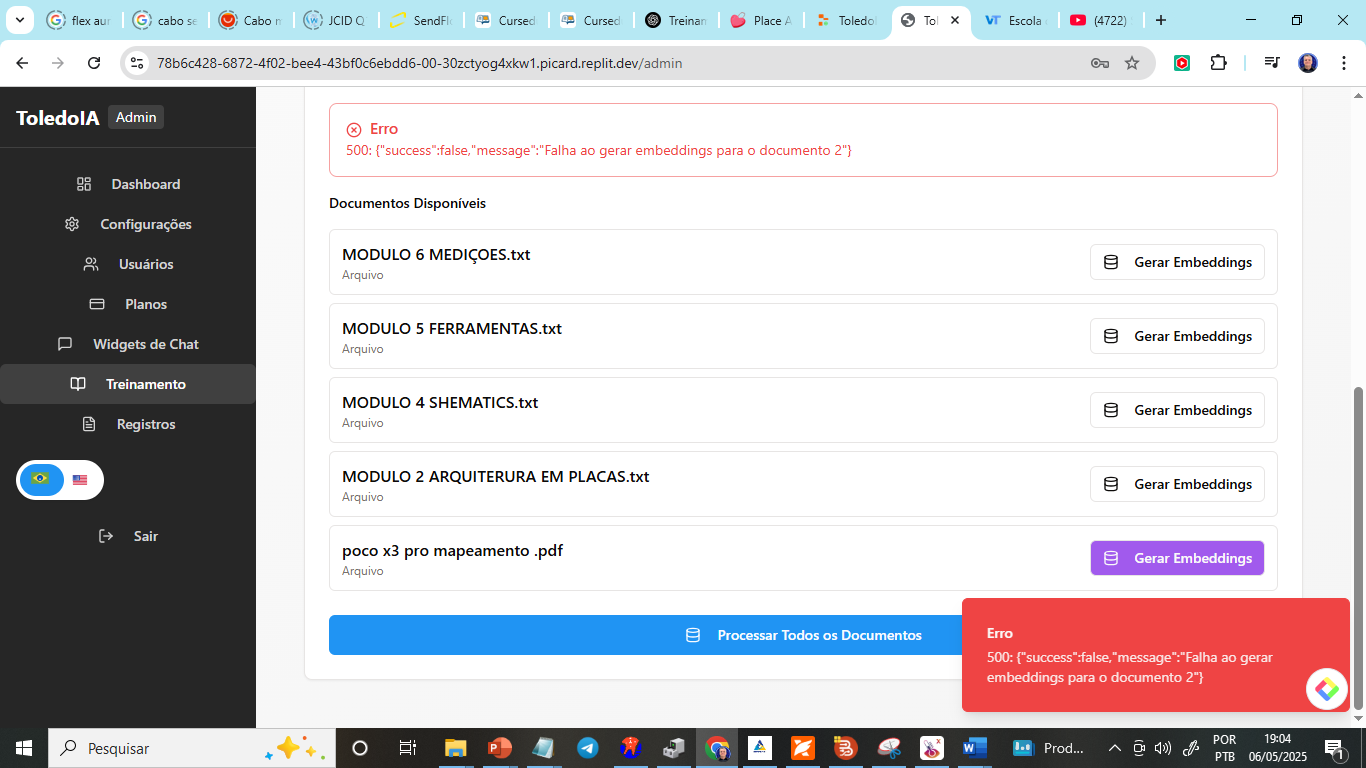 flex aur
cabo se
Cabo n
JCID Q
SendFl
Cursed
Cursed
Treinar
Place A
Toledo
Tol
Escola
(4722)
78b6c428-6872-4f02-bee4-43bf0c6ebdd6-00-30zctyog4xkw1.picard.replit.dev/admin
ToledoIA Admin
Dashboard
Configurações
Usuários
Planos
Widgets de Chat
Treinamento
Registros
Sair
Erro
500: {"success":false,"message":"Falha ao gerar embeddings para o documento 2"}
Documentos Disponíveis
MODULO 6 MEDIÇOES.txt
Arquivo
Gerar Embeddings
MODULO 5 FERRAMENTAS.txt
Arquivo
Gerar Embeddings
MODULO 4 SHEMATICS.txt
Arquivo
Gerar Embeddings
MODULO 2 ARQUITERURA EM PLACAS.txt
Arquivo
Gerar Embeddings
poco x3 pro mapeamento .pdf
Arquivo
Gerar Embeddings
Processar Todos os Documentos
Erro
500: {"success":false,"message":"Falha ao gerar
embeddings para o documento 2"}
Pesquisar
Prod...
POR
PTB
19:04
06/05/2025
1